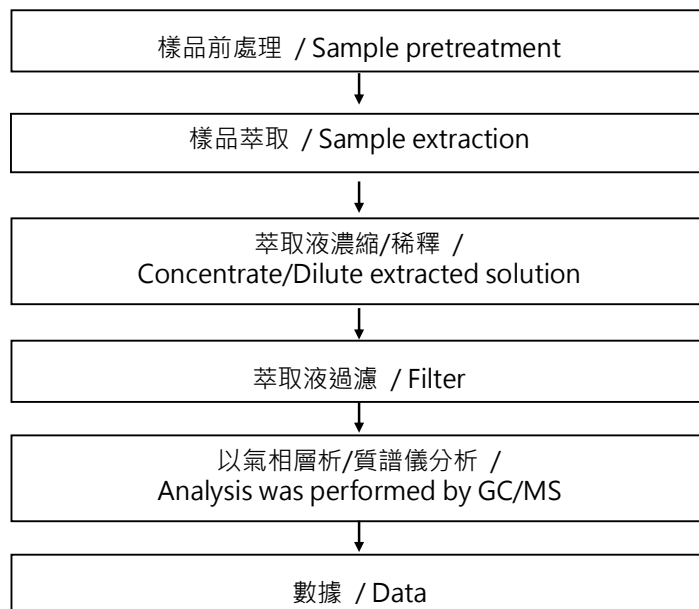 樣品前處理 / Sample pretreatment
樣品萃取 / Sample extraction
萃取液濃縮/稀釋 /
Concentrate/Dilute extracted solution
萃取液過濾 / Filter
以氣相層析/質譜儀分析 /
Analysis was performed by GC/MS
數據 / Data